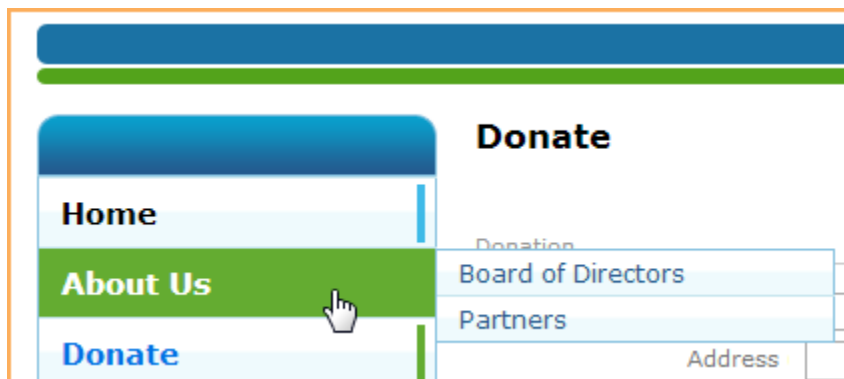 Donate
Home
Donation
About Us
Board of Directors
Partners
Donate
Address